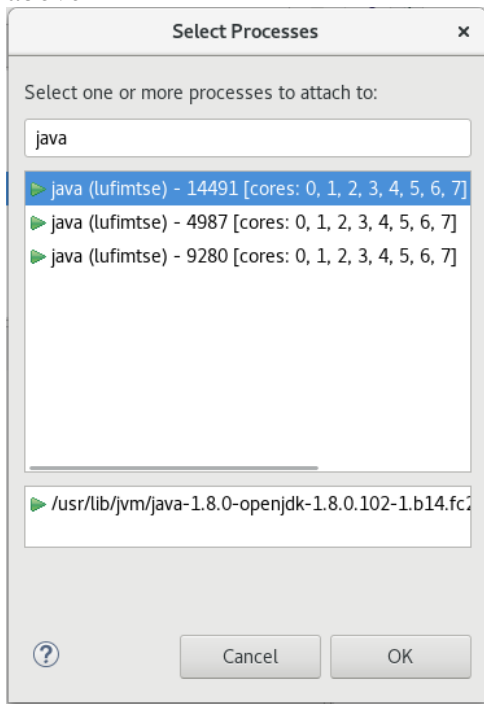 Select Processes
Select one or more processes to attach to:
java
java (lufimtse) - 14491 [cores: 0, 1, 2, 3, 4, 5, 6, 7]
java (lufimtse) - 4987 [cores: 0, 1, 2, 3, 4, 5, 6, 7]
java (lufimtse) - 9280 [cores: 0, 1, 2, 3, 4, 5, 6, 7]
/usr/lib/jvm/java-1.8.0-openjdk-1.8.0.102-1.b14.fc2
Cancel OK